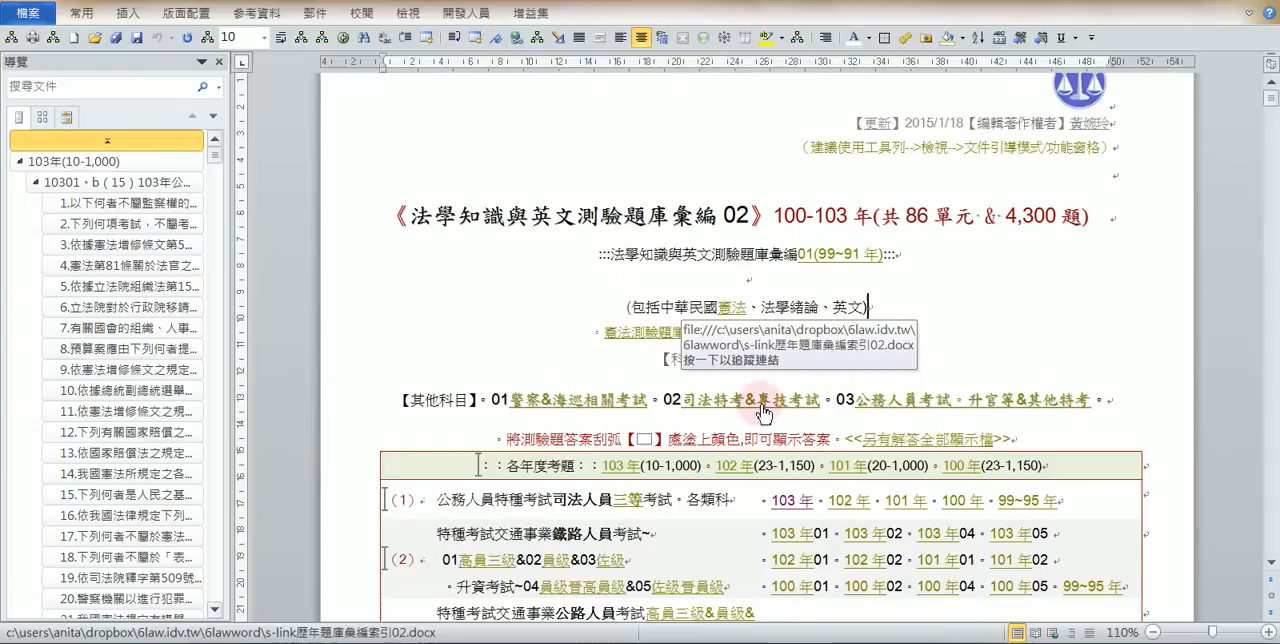 檔案 常用 插入 版面配置 參考資料 郵件 校閱 檢視 開發人員 增益集
10
導覽
搜尋文件
103年(10-1,000)
10301・b（15）103年公...
1.以下何者不屬監察權的...
2.下列何項考試，不屬考...
3.依據憲法增修條文第5...
4.憲法第81條關於法官之...
5.依據立法院組織法第15...
6.立法院對於行政院移請...
7.有關國會的組織、人事...
8.預算案應由下列何者提...
9.依憲法增修條文之規定...
10.依據總統副總統選舉...
11.依憲法增修條文之規...
12.下列何人依國家賠償...
13.依國家賠償法之規定...
14.我國憲法所規定之各...
15.下列何者是人民之基...
16.依我國法律規定下列...
17.下列何者不屬於憲法...
18.下列何者不屬於「表...
19.依司法院釋字第509號...
20.警察機關以進行犯罪...
【更新】2015/1/18【編輯著作權者】黃婉玲
（建議使用工具列-->檢視-->文件引導模式/功能窗格）
《法學知識與英文測驗題庫彙編 02》100-103 年(共 86 單元 & 4,300 題)
:::法學知識與英文測驗題庫彙編01(99~91 年):::
(包括中華民國憲法、法學緒論、英文)
。憲法測驗題庫
file:///c:\users\anita\dropbox\6law.idv.tw\
6lawword\s-link歷年題庫彙編索引02.docx
按一下以追蹤連結
【科
【其他科目】。01警察&海巡相關考試。02司法特考&專技考試。03公務人員考試。升官等&其他特考。
。將測驗題答案刮弧【□】處塗上顏色,即可顯示答案。<<另有解答全部顯示檔>>
：：各年度考題：：103年(10-1,000)。102年(23-1,150)。101年(20-1,000)。100年(23-1,150)
（1） 公務人員特種考試司法人員三等考試。各類科 。103 年。102 年。101 年。100 年。99~95 年
特種考試交通事業鐵路人員考試~ 。103 年01。103 年02。103 年04。103 年05
（2） 01高員三級&02員級&03佐級 。102 年01。102 年02。101 年01。101 年02
。升資考試~04員級晉高員級&05佐級晉員級 。100 年01。100 年02。100 年04。100 年05。99~95 年
特種考試交通事業公路人員考試高員三級&員級&
c:\users\anita\dropbox\6law.idv.tw\6lawword\s-link歷年題庫彙編索引02.docx
110%